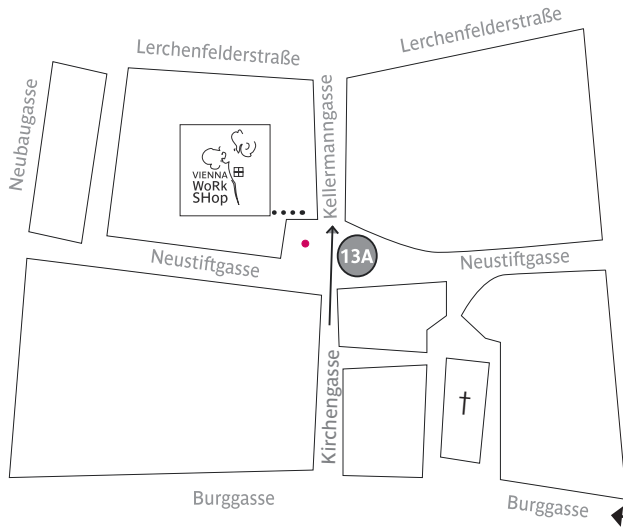 Lerchenfelderstraße
Lerchenfelderstraße
Neubaugasse
Kellermanngasse
VIENNA
WoRk
SHop
13A
Neustiftgasse
Neustiftgasse
Kirchengasse
Burggasse
Burggasse